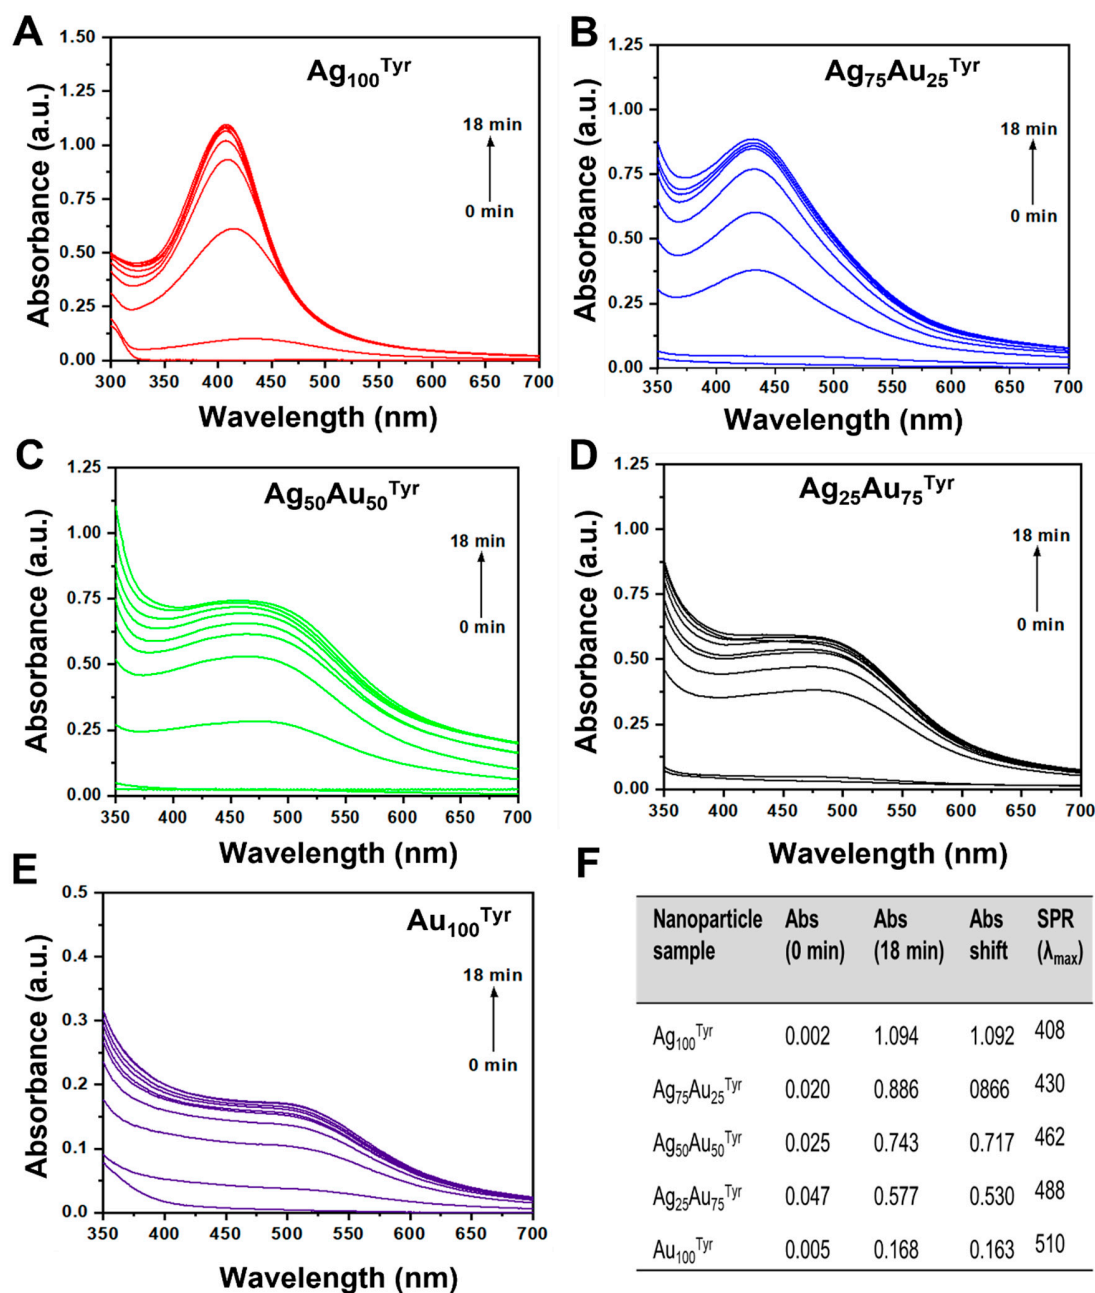 A
Ag100Tyr
1.50
1.25
1.00
0.75
0.50
0.25
0.00
18 min
0 min
300 350 400 450 500 550 600 650 700
Absorbance (a.u.)
Wavelength (nm)
B
Ag75Au25Tyr
1.25
1.00
0.75
0.50
0.25
0.00
18 min
0 min
350 400 450 500 550 600 650 700
Absorbance (a.u.)
Wavelength (nm)
C
Ag50Au50Tyr
1.25
1.00
0.75
0.50
0.25
0.00
18 min
0 min
350 400 450 500 550 600 650 700
Absorbance (a.u.)
Wavelength (nm)
D
Ag25Au75Tyr
1.25
1.00
0.75
0.50
0.25
0.00
18 min
0 min
350 400 450 500 550 600 650 700
Absorbance (a.u.)
Wavelength (nm)
E
Au100Tyr
0.5
0.4
0.3
0.2
0.1
0.0
18 min
0 min
350 400 450 500 550 600 650 700
Absorbance (a.u.)
Wavelength (nm)
F
Nanoparticle Abs Abs Abs SPR
sample (0 min) (18 min) shift (λmax)
Ag100Tyr 0.002 1.094 1.092 408
Ag75Au25Tyr 0.020 0.886 0866 430
Ag50Au50Tyr 0.025 0.743 0.717 462
Ag25Au75Tyr 0.047 0.577 0.530 488
Au100Tyr 0.005 0.168 0.163 510